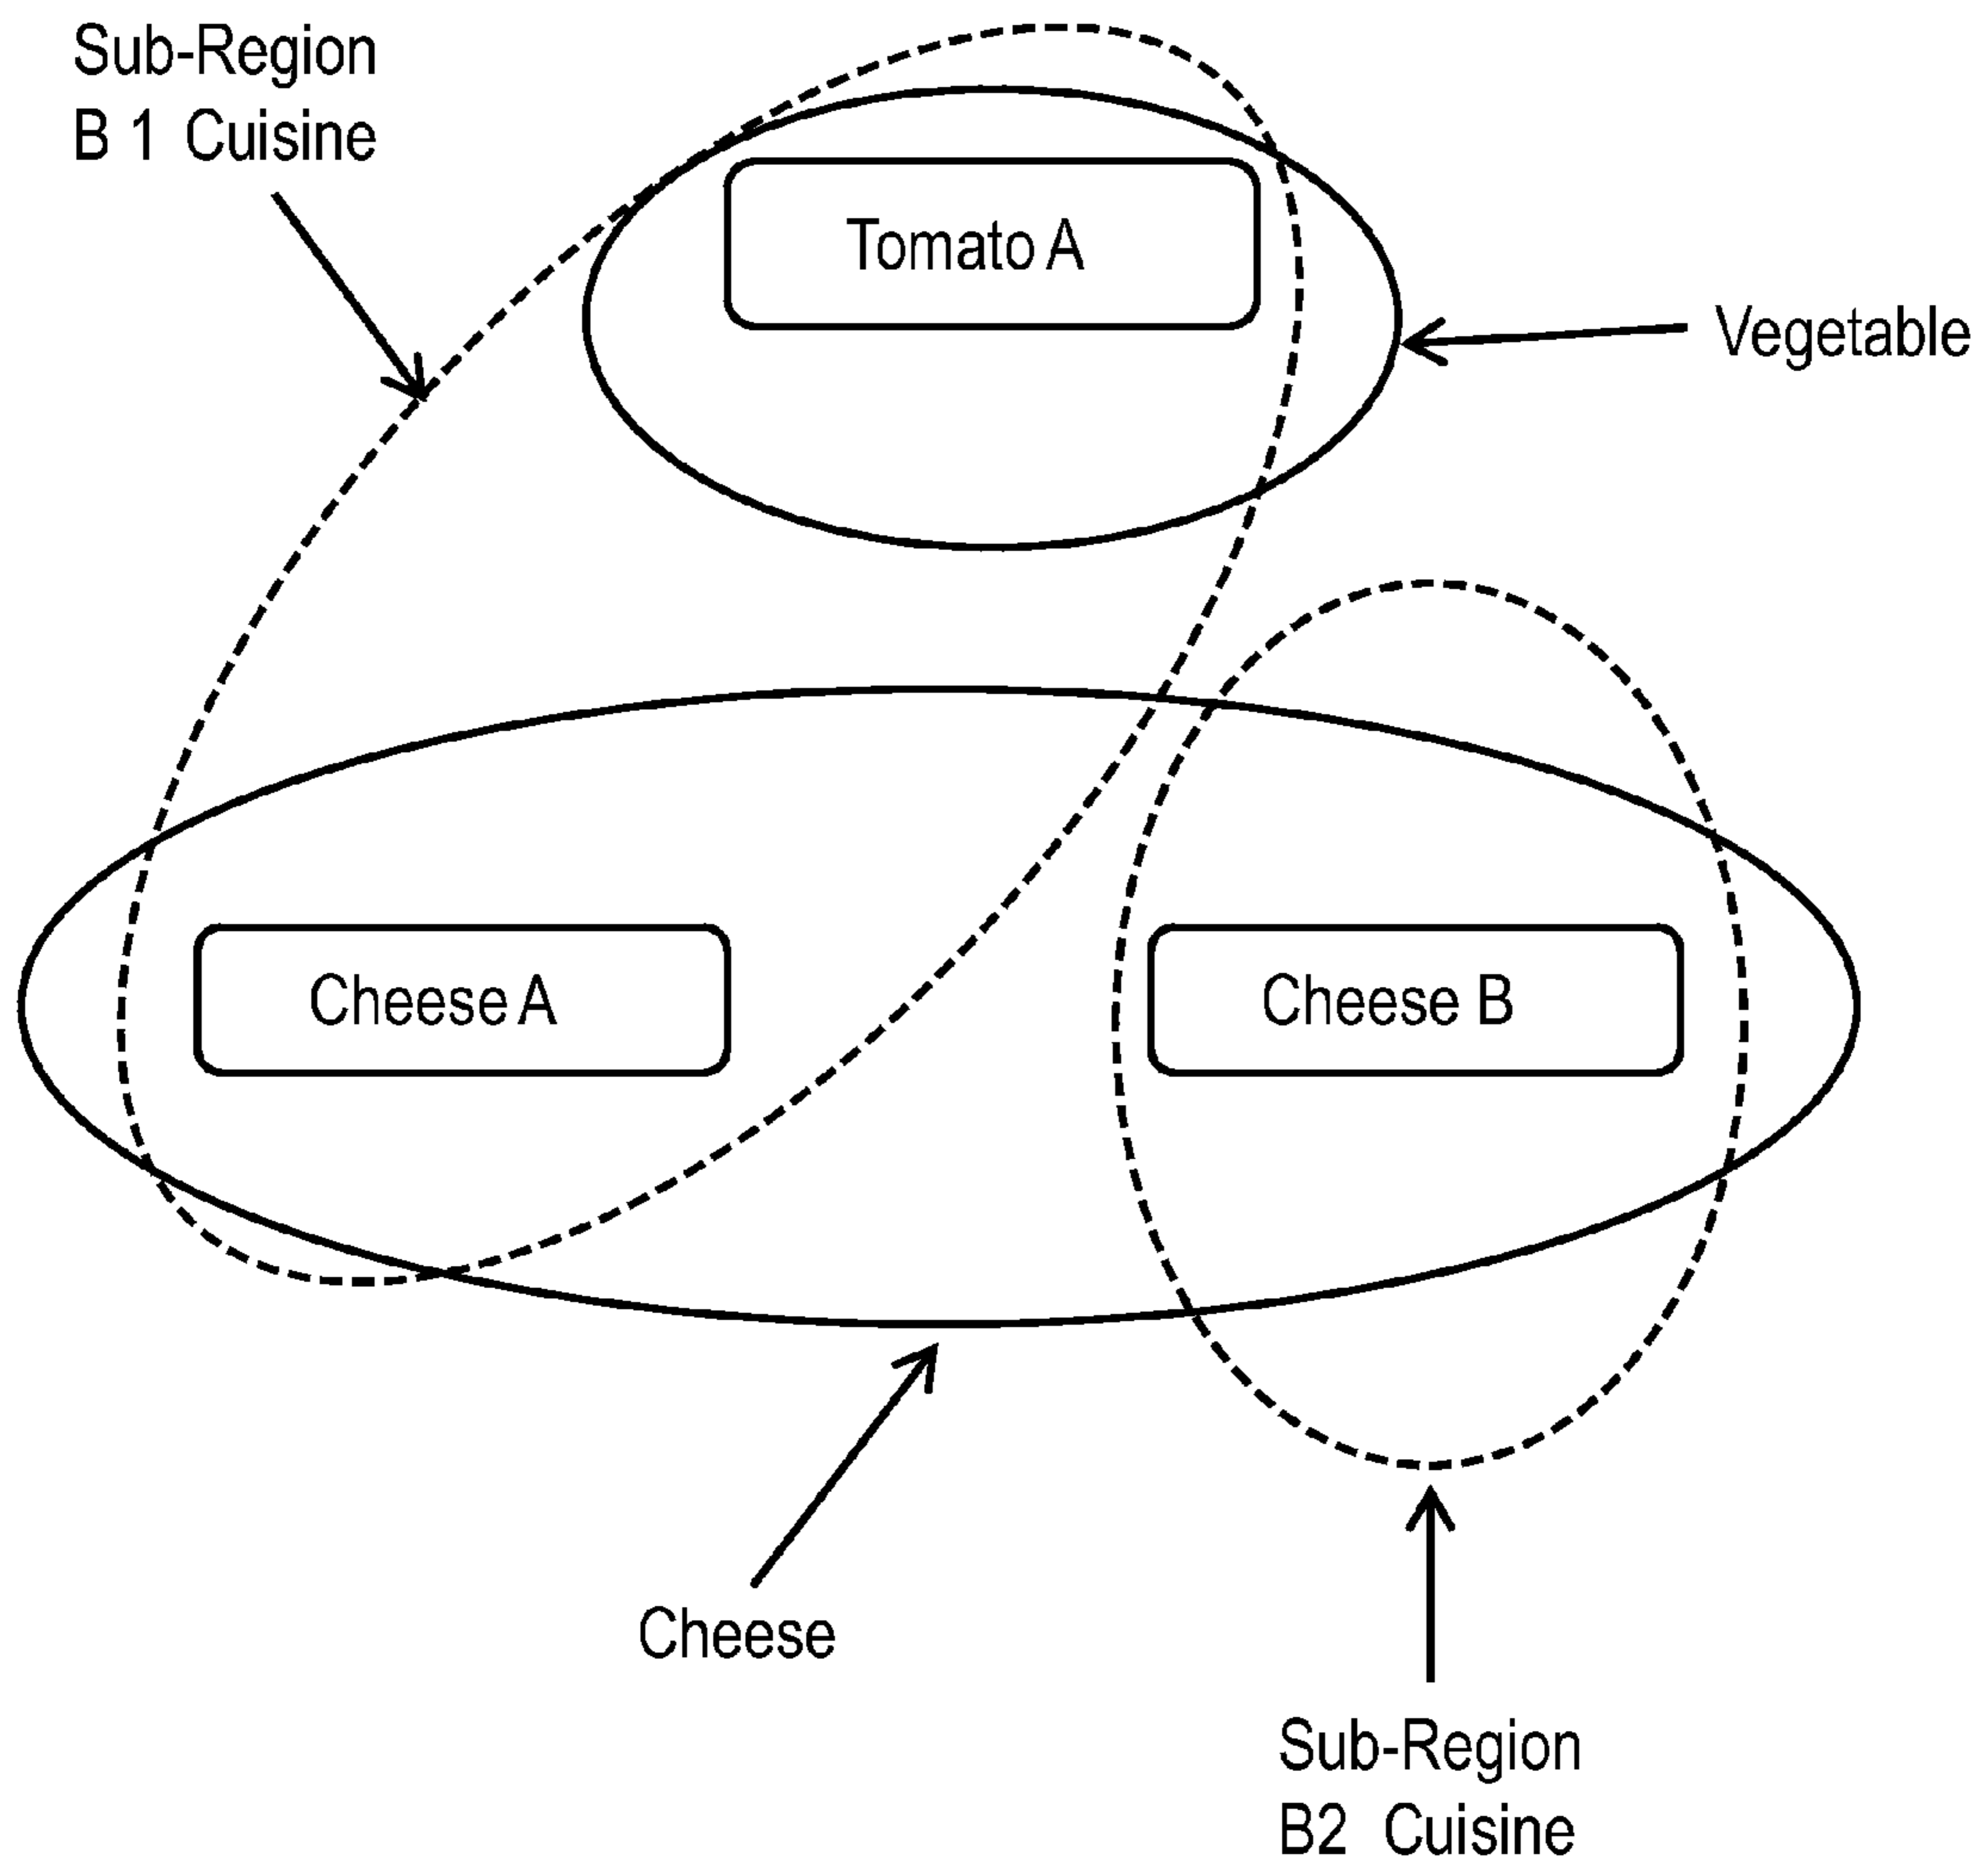 Sub-Region
B 1 Cuisine
Tomato A
Vegetable
Cheese A
Cheese B
Cheese
Sub-Region
B2 Cuisine